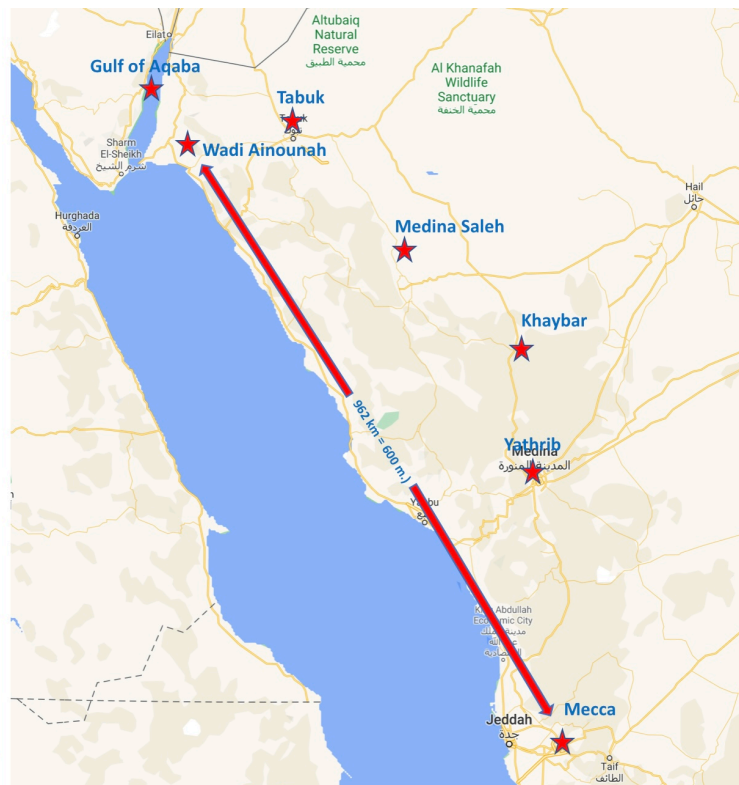 Eilat
Altubaiq
Natural
Reserve
محمية الطبيق
Gulf of Aqaba
Al Khanafah
Wildlife
Sanctuary
محمية الخنفة
Tabuk
Sharm
El-Sheikh
شرم الشيخ
Wadi Ainounah
Hail
حائل
Hurghada
الغردقة
Medina Saleh
Khaybar
962 km = 600 m.)
Yathrib
Medina
المدينة المنورة
Abdullah
Economic City
Mecca
Jeddah
جدة
Taif
الطائف